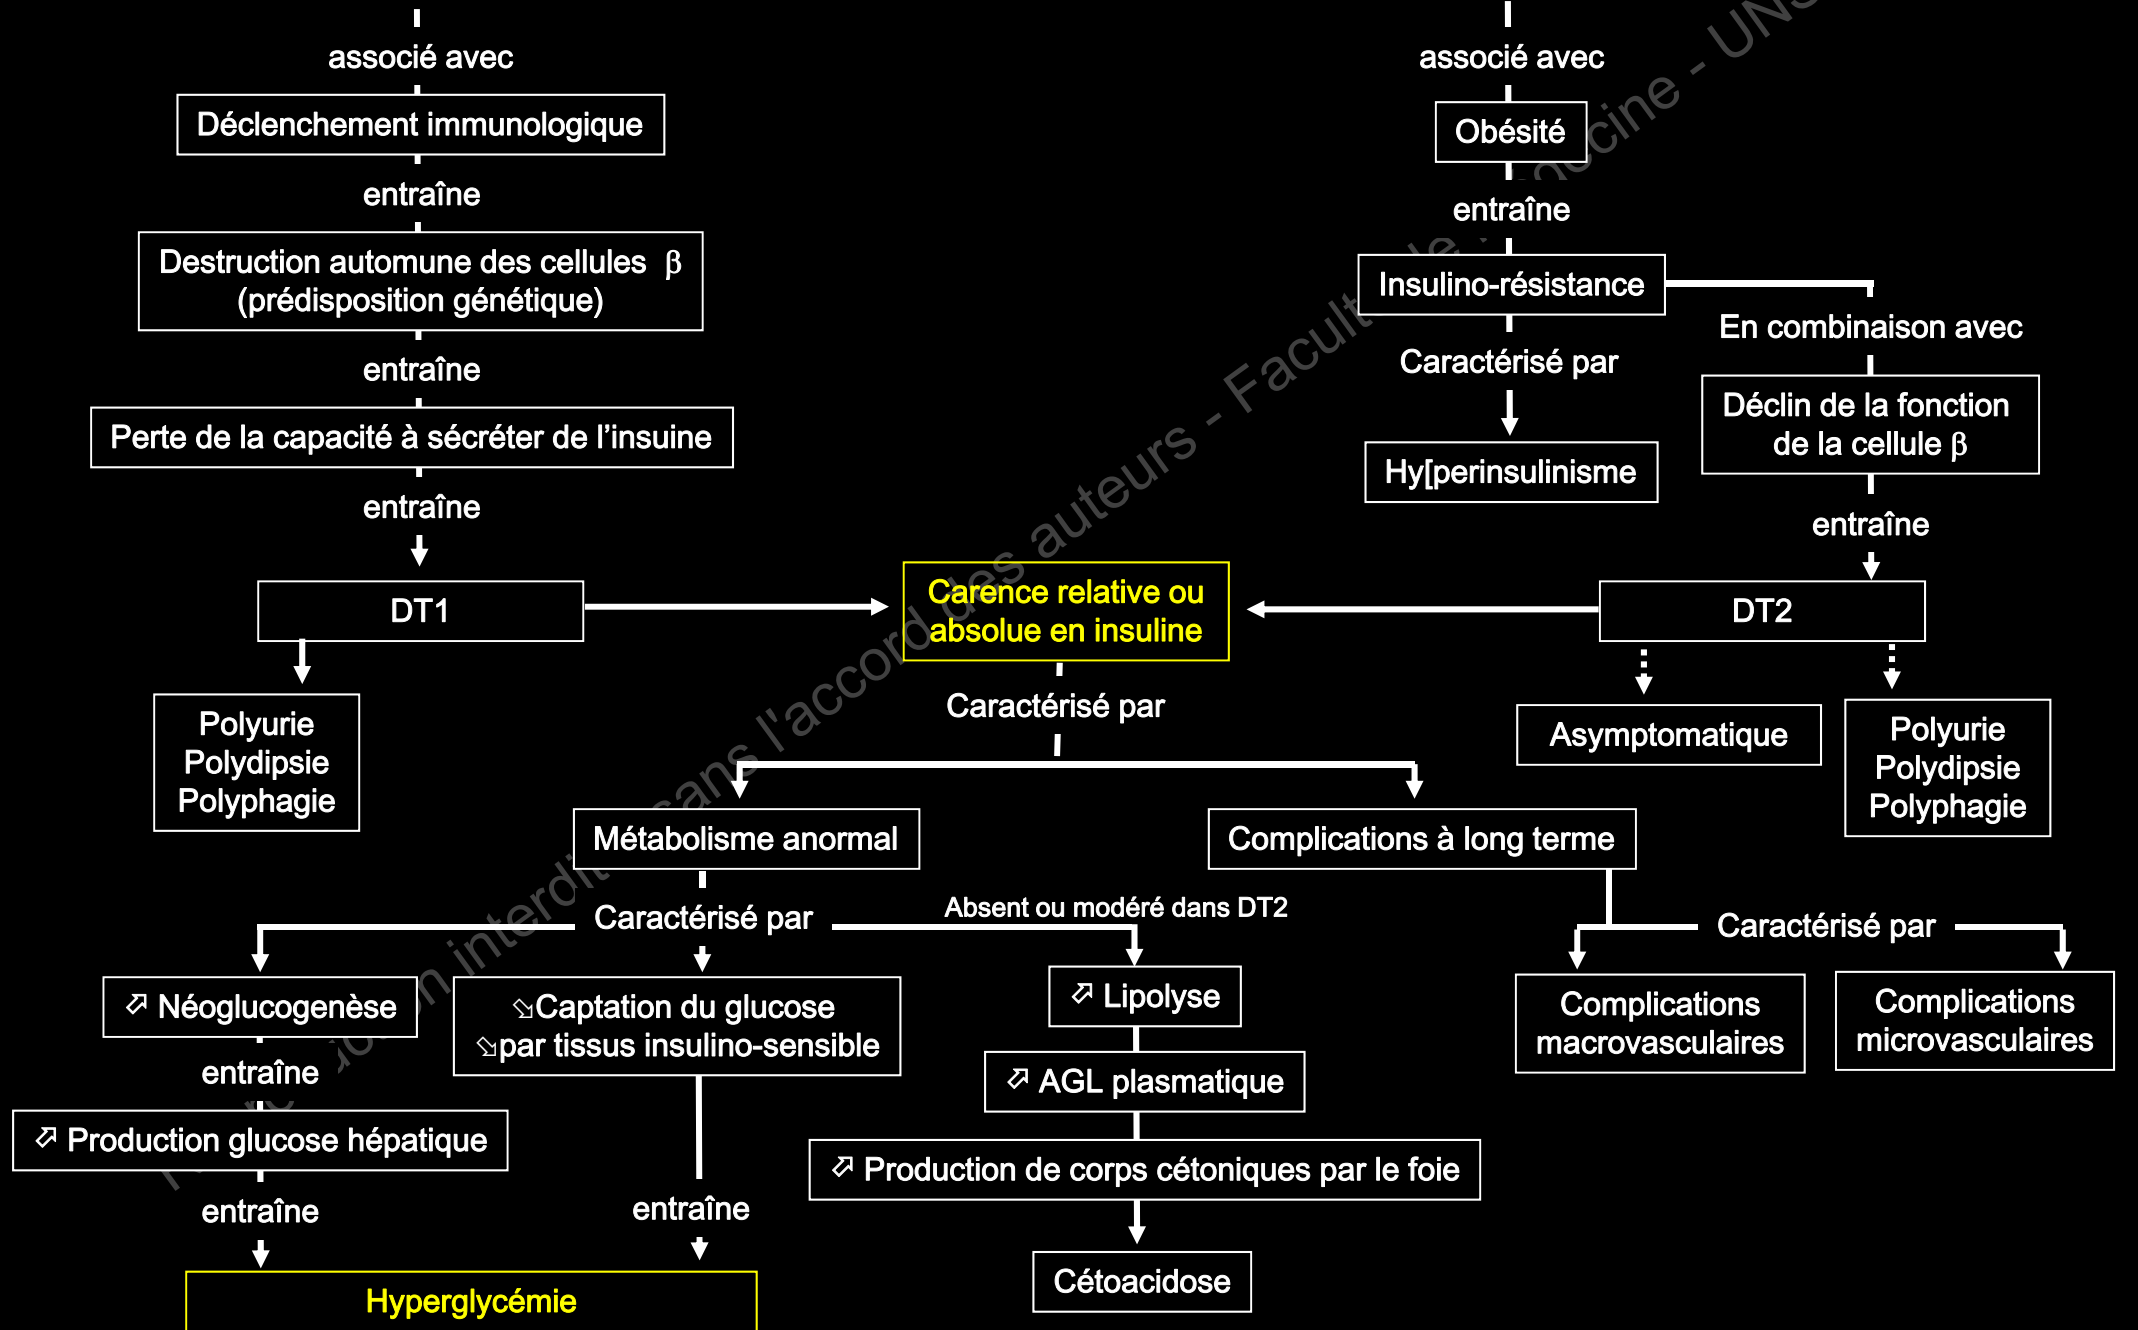 associé avec
Déclenchement immunologique
entraîne
Destruction automune des cellules β
(prédisposition génétique)
entraîne
Perte de la capacité à sécréter de l’insuine
entraîne
DT1
Polyurie
Polydipsie
Polyphagie
associé avec
Obésité
entraîne
Insulino-résistance
Caractérisé par
Hy[perinsulinisme
En combinaison avec
Déclin de la fonction
de la cellule β
entraîne
DT2
Asymptomatique
Polyurie
Polydipsie
Polyphagie
Carence relative ou
absolue en insuline
Caractérisé par
Métabolisme anormal
Complications à long terme
Caractérisé par
Absent ou modéré dans DT2
⬀ Néoglucogenèse
entraîne
⬀ Production glucose hépatique
entraîne
⬂Captation du glucose
⬂par tissus insulino-sensible
entraîne
Hyperglycémie
⬀ Lipolyse
⬀ AGL plasmatique
⬀ Production de corps cétoniques par le foie
Cétoacidose
Caractérisé par
Complications
macrovasculaires
Complications
microvasculaires
interdit sans l'accord des auteurs -